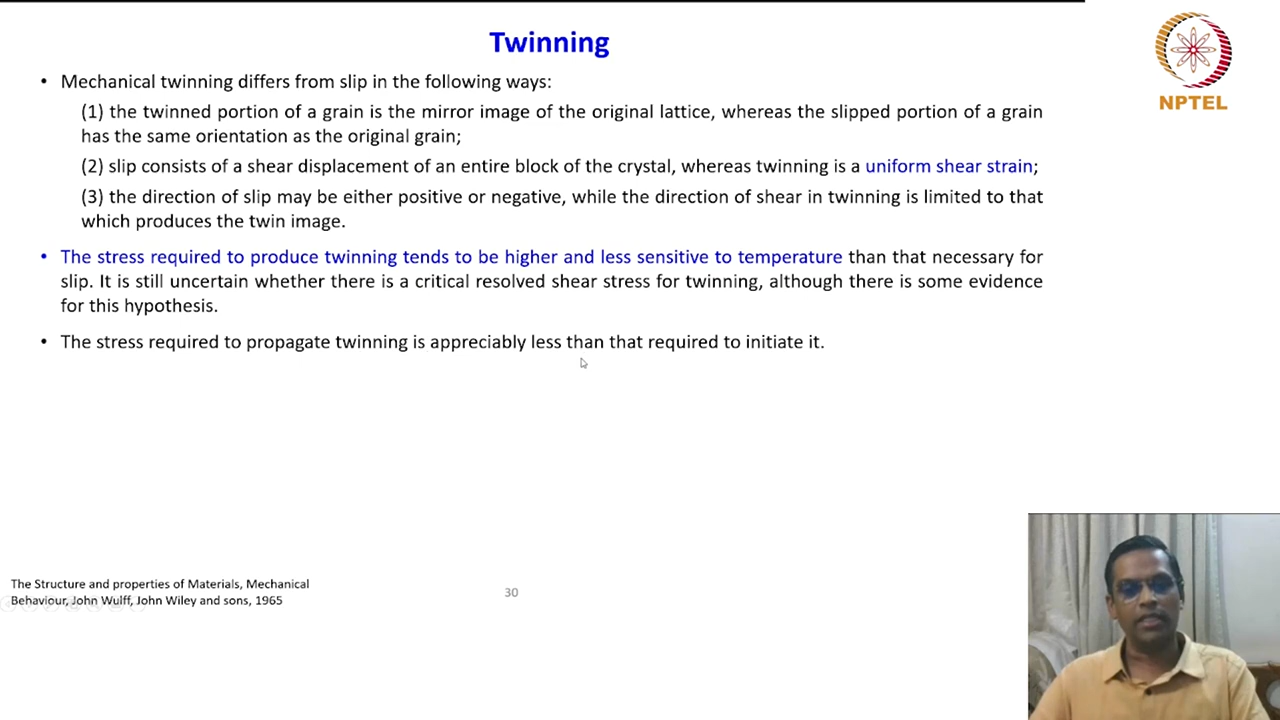 Twinning
NPTEL
• Mechanical twinning differs from slip in the following ways:
(1) the twinned portion of a grain is the mirror image of the original lattice, whereas the slipped portion of a grain
has the same orientation as the original grain;
(2) slip consists of a shear displacement of an entire block of the crystal, whereas twinning is a uniform shear strain;
(3) the direction of slip may be either positive or negative, while the direction of shear in twinning is limited to that
which produces the twin image.
• The stress required to produce twinning tends to be higher and less sensitive to temperature than that necessary for
slip. It is still uncertain whether there is a critical resolved shear stress for twinning, although there is some evidence
for this hypothesis.
• The stress required to propagate twinning is appreciably less than that required to initiate it.
The Structure and properties of Materials, Mechanical
Behaviour, John Wulff, John Wiley and sons, 1965
30